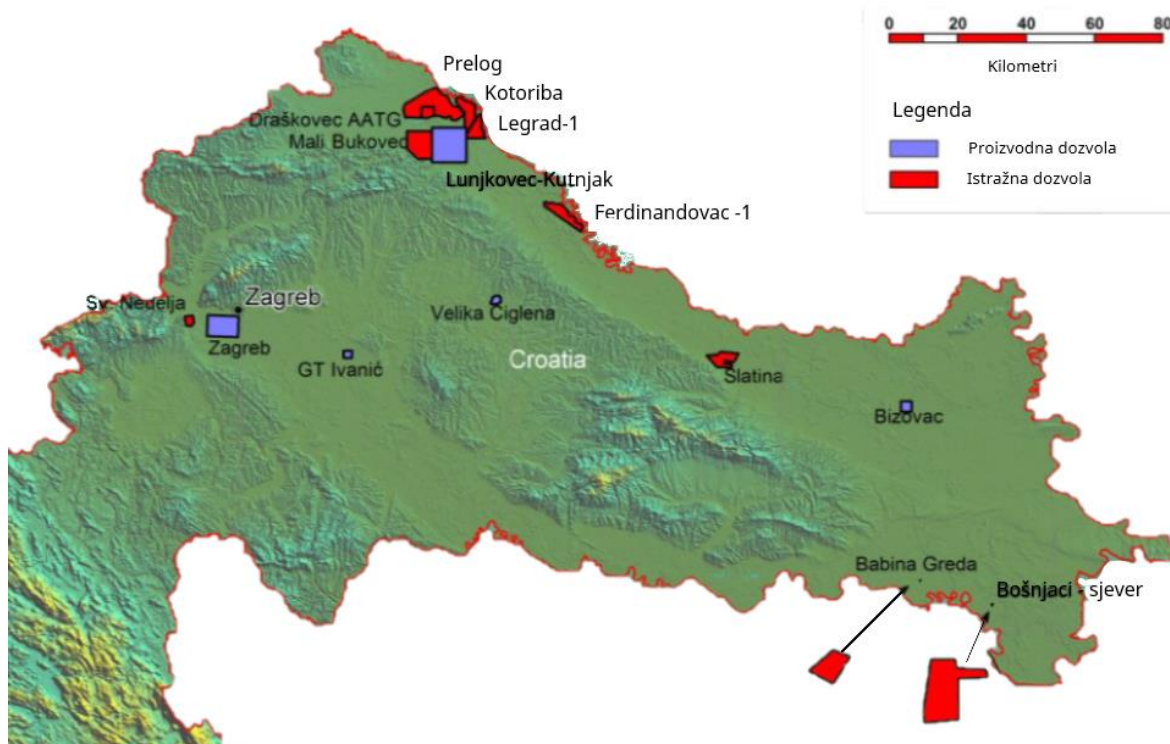 0 20 40 60 80
Kilometri
Legenda
Proizvodna dozvola
Istražna dozvola
Prelog
Kotoriba
Draškovec AATG
Legrad-1
Mali Bukovec
Lunjkovec-Kutnjak
Ferdinandovac -1
Sv. Nedelja
Zagreb
Velika Ciglena
Zagreb
GT Ivanić
Croatia
Slatina
Bizovac
Babina Greda
Bošnjaci - sjever